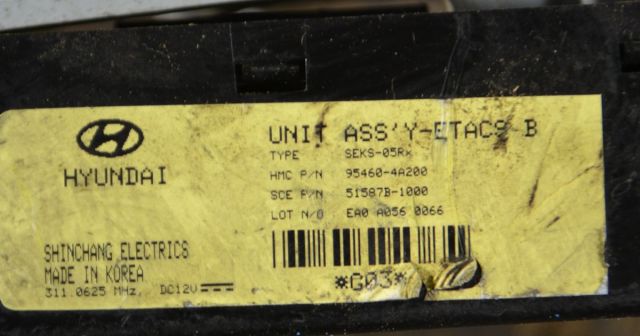 HYUNDAI
UNIT ASS'Y-ETACS B
TYPE SEKS-05Rx
HMC P/N 95460-4A200
SCE P/N 51587B-1000
LOT N/O EA0 A056 0066
*G03*
SHINCHANG ELECTRICS
MADE IN KOREA
311.0625 MHz, DC12V